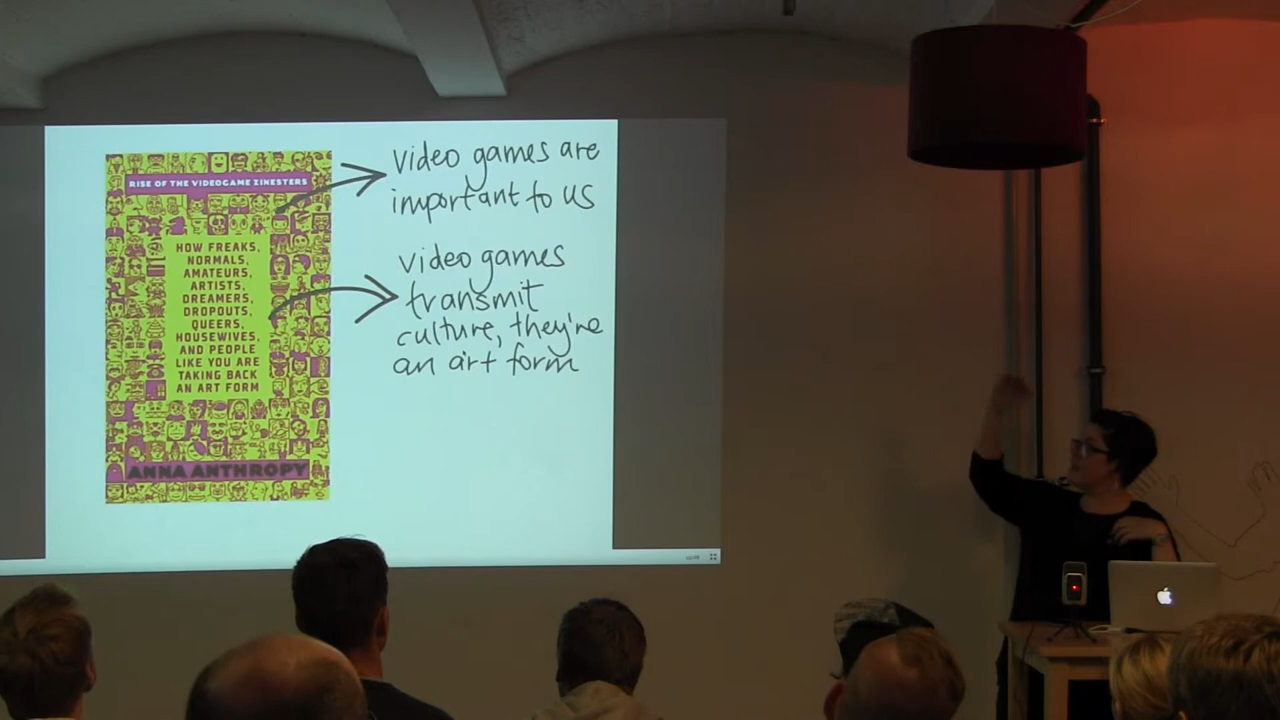 RISE OF THE VIDEOGAME ZINESTERS
HOW FREAKS,
NORMALS,
AMATEURS,
ARTISTS,
DREAMERS,
DROPOUTS,
QUEERS,
HOUSEWIVES,
AND PEOPLE
LIKE YOU ARE
TAKING BACK
AN ART FORM
ANNA ANTHROPY
video games are
important to us
video games
transmit
culture, they're
an art form